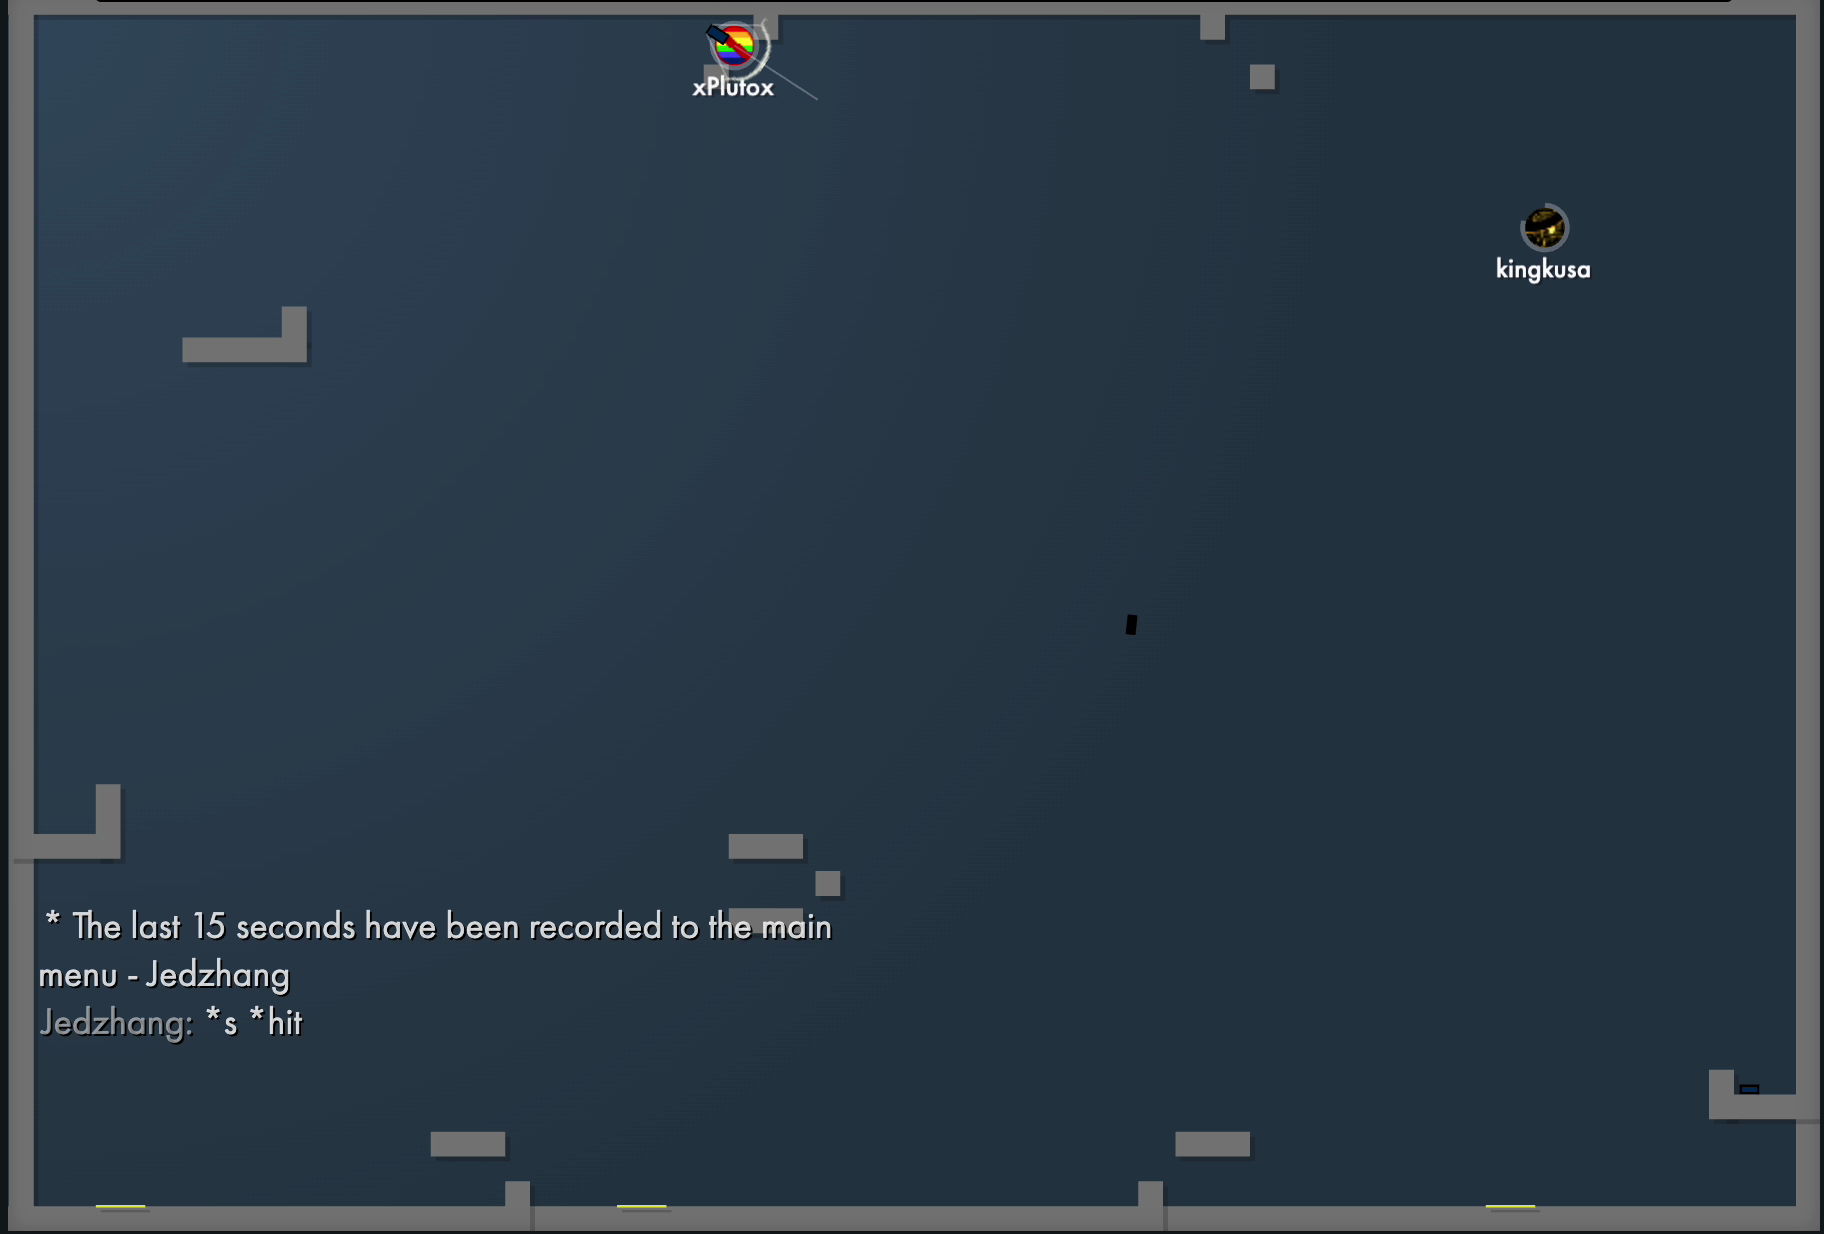 xPlutox
kingkusa
* The last 15 seconds have been recorded to the main
menu - Jedzhang
Jedzhang: *s *hit